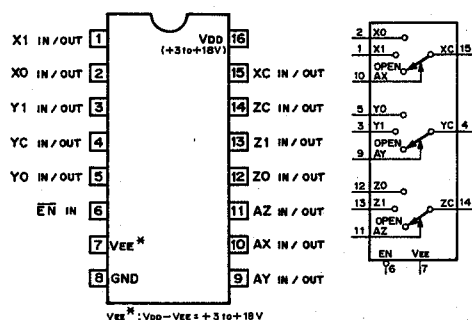 X1 IN/OUT 1
X0 IN/OUT 2
Y1 IN/OUT 3
YC IN/OUT 4
Y0 IN/OUT 5
EN IN 6
7 VEE*
8 GND
VDD 16
(+3 to +18V)
15 XC IN/OUT
14 ZC IN/OUT
13 Z1 IN/OUT
12 Z0 IN/OUT
11 AZ IN/OUT
10 AX IN/OUT
9 AY IN/OUT
VEE*: VDD-VEE = +3 to +18V
2 X0
1 X1 XC 15
OPEN
10 AX
5 Y0
3 Y1 YC 4
OPEN
9 AY
12 Z0
13 Z1 ZC 14
OPEN
11 AZ
EN VEE
6 7